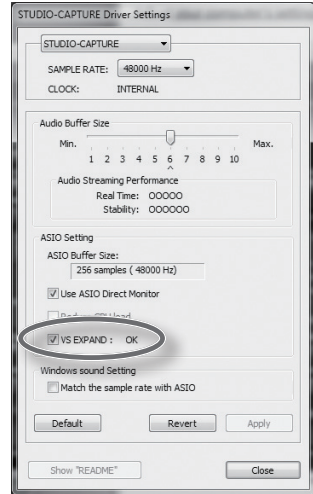 STUDIO-CAPTURE Driver Settings
STUDIO-CAPTURE
SAMPLE RATE: 48000 Hz
CLOCK: INTERNAL
Audio Buffer Size
Min. Max.
1 2 3 4 5 6 7 8 9 10
Audio Streaming Performance
Real Time: OOOOOO
Stability: OOOOOO
ASIO Setting
ASIO Buffer Size:
256 samples ( 48000 Hz)
Use ASIO Direct Monitor
VS EXPAND : OK
Windows sound Setting
Match the sample rate with ASIO
Default Revert Apply
Show "README" Close